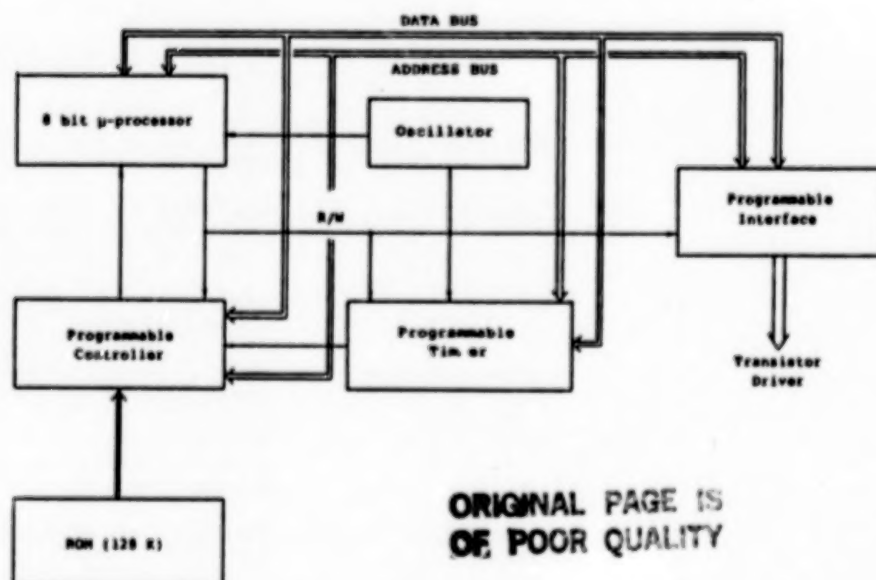 DATA BUS
ADDRESS BUS
8 bit μ-processor
Oscillator
Programmable
Interface
R/W
Programmable
Controller
Programmable
Timer
Transistor
Driver
ROM (128 K)
ORIGINAL PAGE IS
OF POOR QUALITY